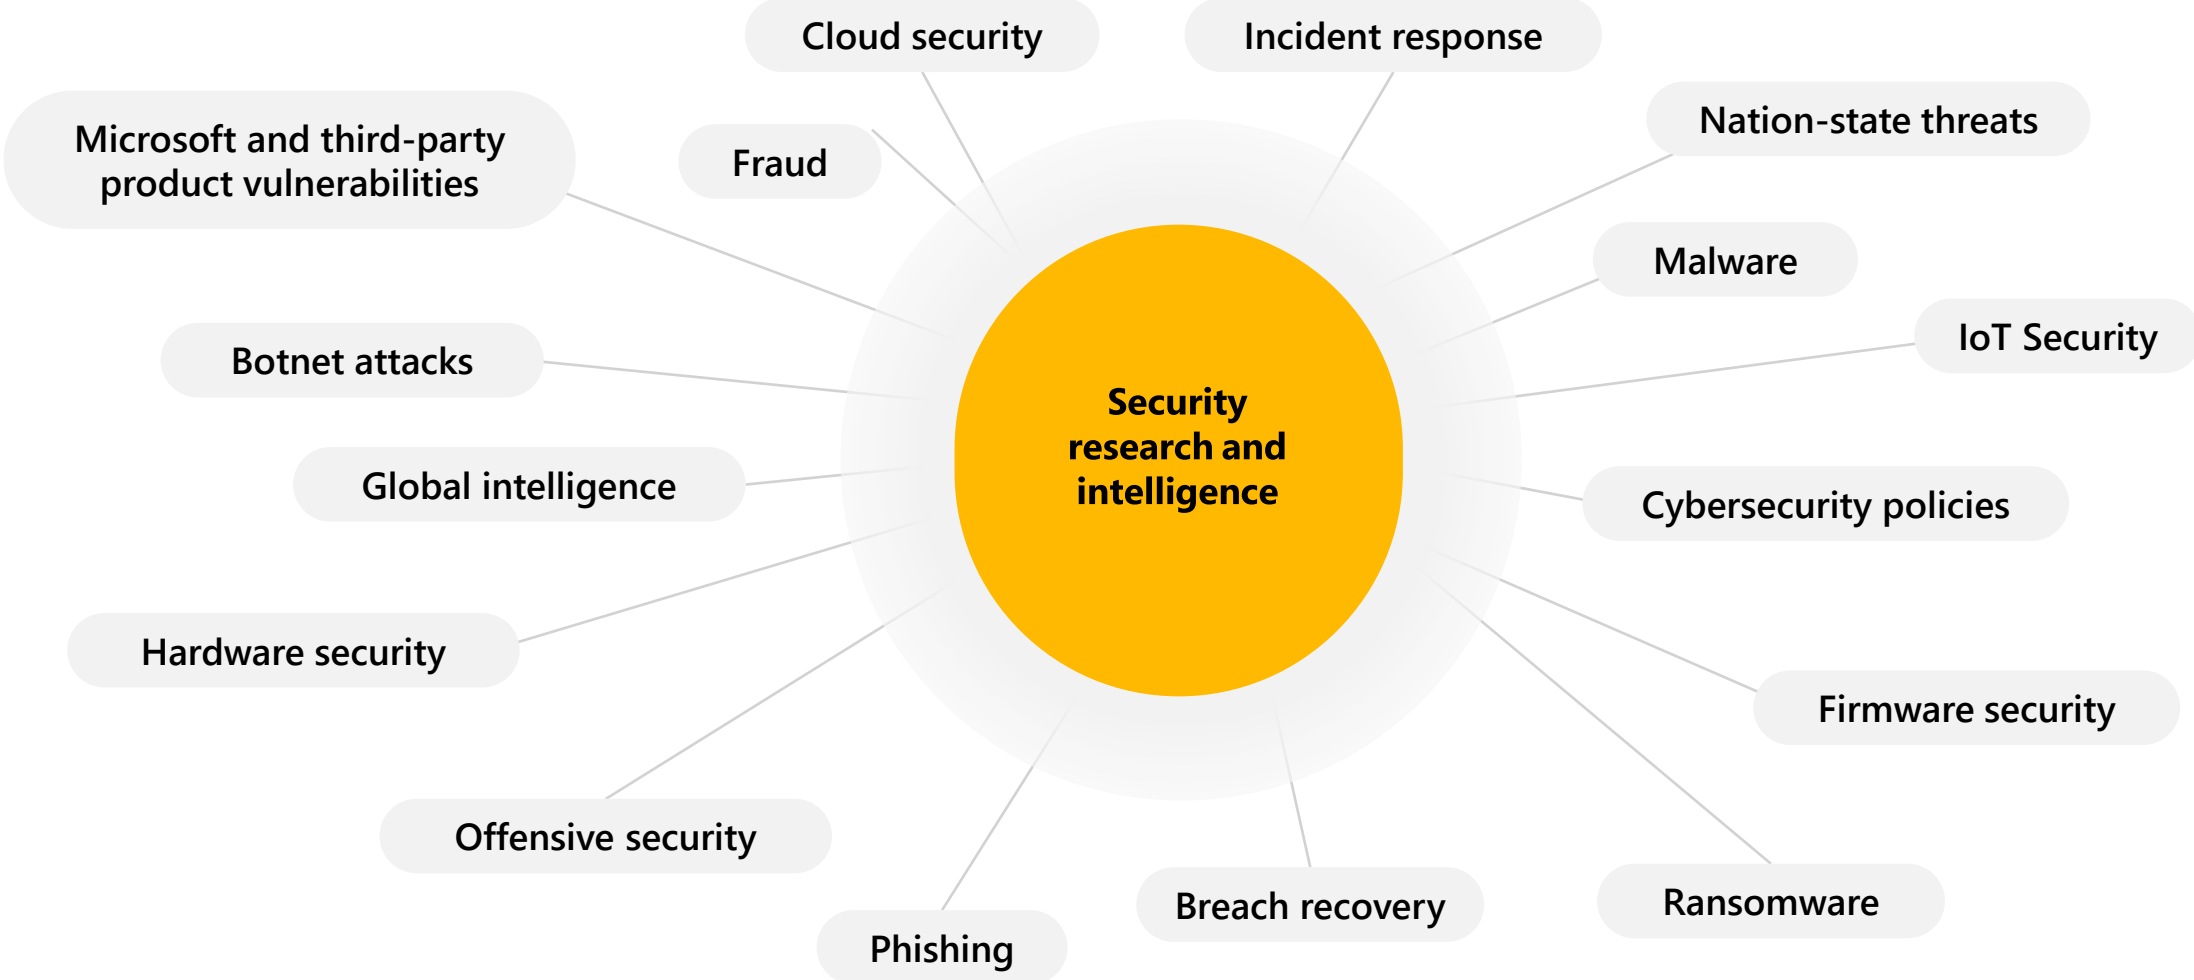 Cloud security
Incident response
Nation-state threats
Microsoft and third-party
product vulnerabilities
Fraud
Malware
IoT Security
Botnet attacks
Security
research and
intelligence
Global intelligence
Cybersecurity policies
Hardware security
Firmware security
Offensive security
Breach recovery
Ransomware
Phishing